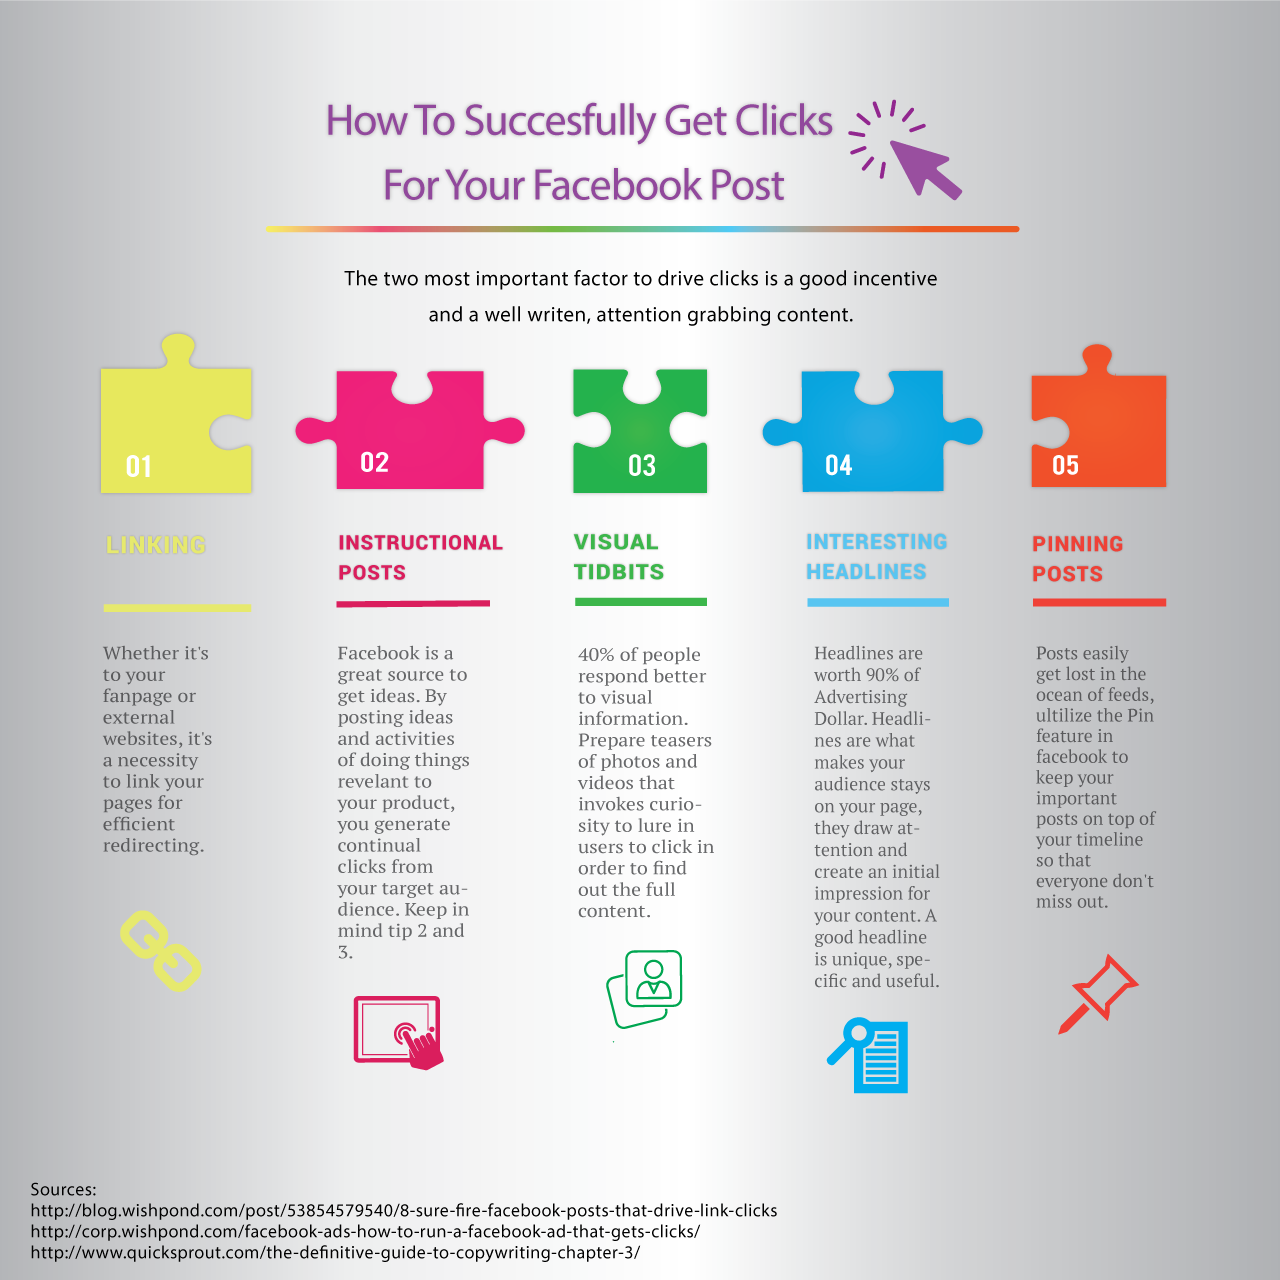 How To Succesfully Get Clicks
For Your Facebook Post
The two most important factor to drive clicks is a good incentive
and a well writen, attention grabbing content.
01
LINKING
Whether it's
to your
fanpage or
external
websites, it's
a necessity
to link your
pages for
efficient
redirecting.
02
INSTRUCTIONAL
POSTS
Facebook is a
great source to
get ideas. By
posting ideas
and activities
of doing things
revelant to
your product,
you generate
continual
clicks from
your target au-
dience. Keep in
mind tip 2 and
3.
03
VISUAL
TIDBITS
40% of people
respond better
to visual
information.
Prepare teasers
of photos and
videos that
invokes curio-
sity to lure in
users to click in
order to find
out the full
content.
04
INTERESTING
HEADLINES
Headlines are
worth 90% of
Advertising
Dollar. Headli-
nes are what
makes your
audience stays
on your page,
they draw at-
tention and
create an initial
impression for
your content. A
good headline
is unique, spe-
cific and useful.
05
PINNING
POSTS
Posts easily
get lost in the
ocean of feeds,
ultilize the Pin
feature in
facebook to
keep your
important
posts on top of
your timeline
so that
everyone don't
miss out.
Sources:
http://blog.wishpond.com/post/53854579540/8-sure-fire-facebook-posts-that-drive-link-clicks
http://corp.wishpond.com/facebook-ads-how-to-run-a-facebook-ad-that-gets-clicks/
http://www.quicksprout.com/the-definitive-guide-to-copywriting-chapter-3/